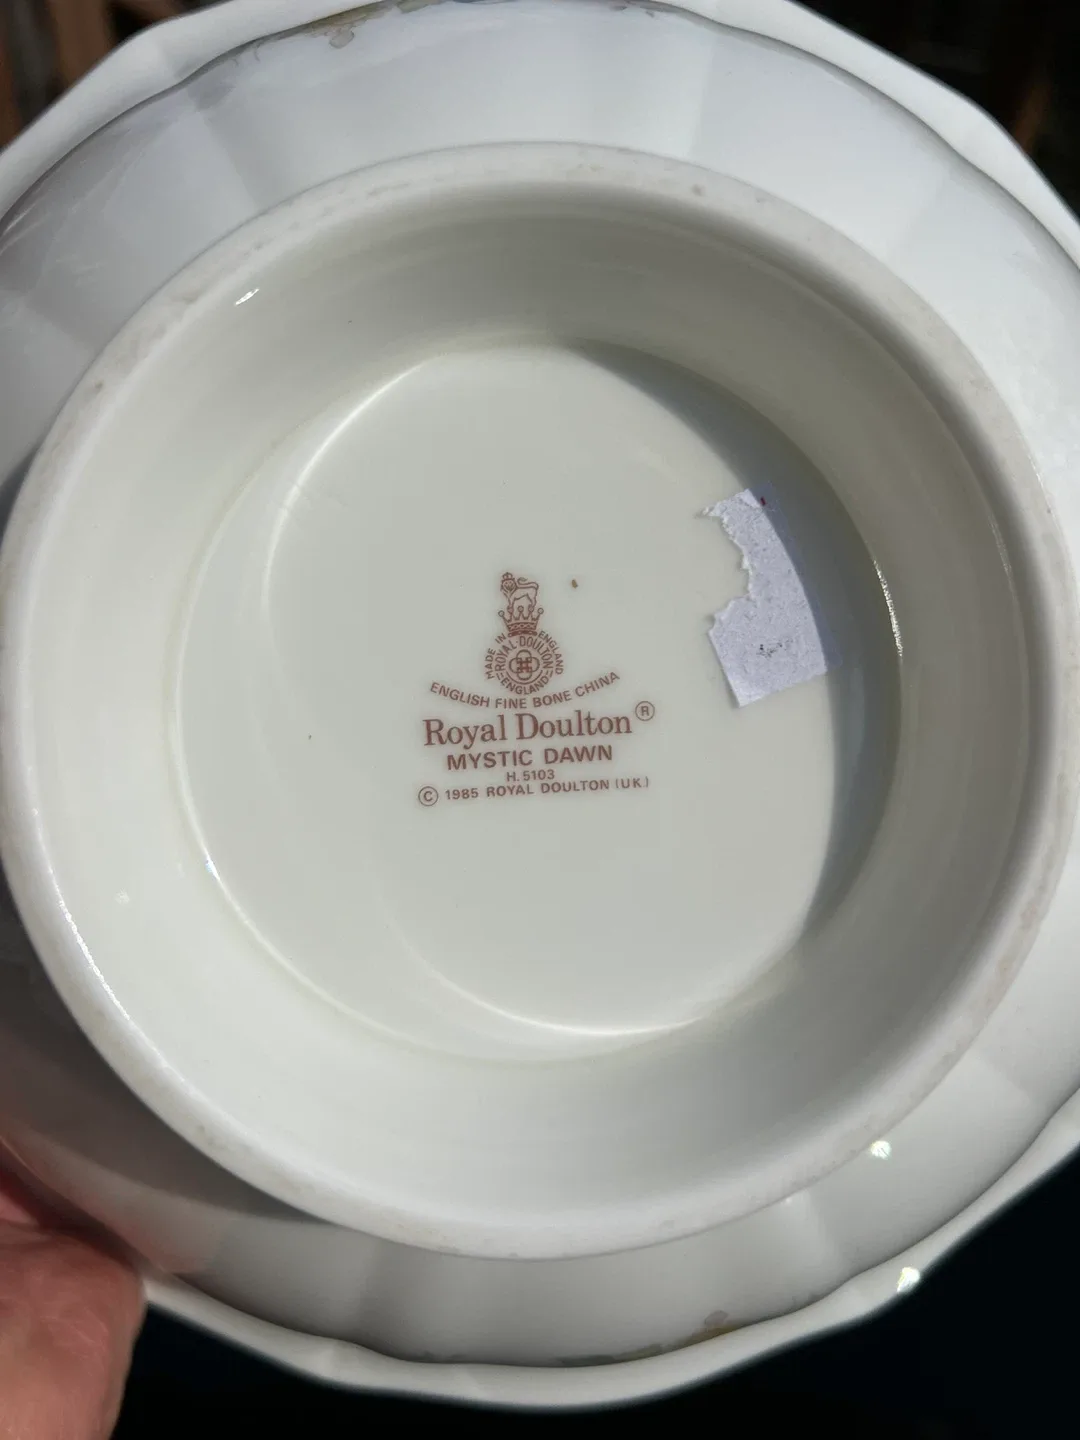 MADE IN ENGLAND
ROYAL·DOULTON
ENGLAND
ENGLISH FINE BONE CHINA
Royal Doulton®
MYSTIC DAWN
H.5103
© 1985 ROYAL DOULTON (UK)